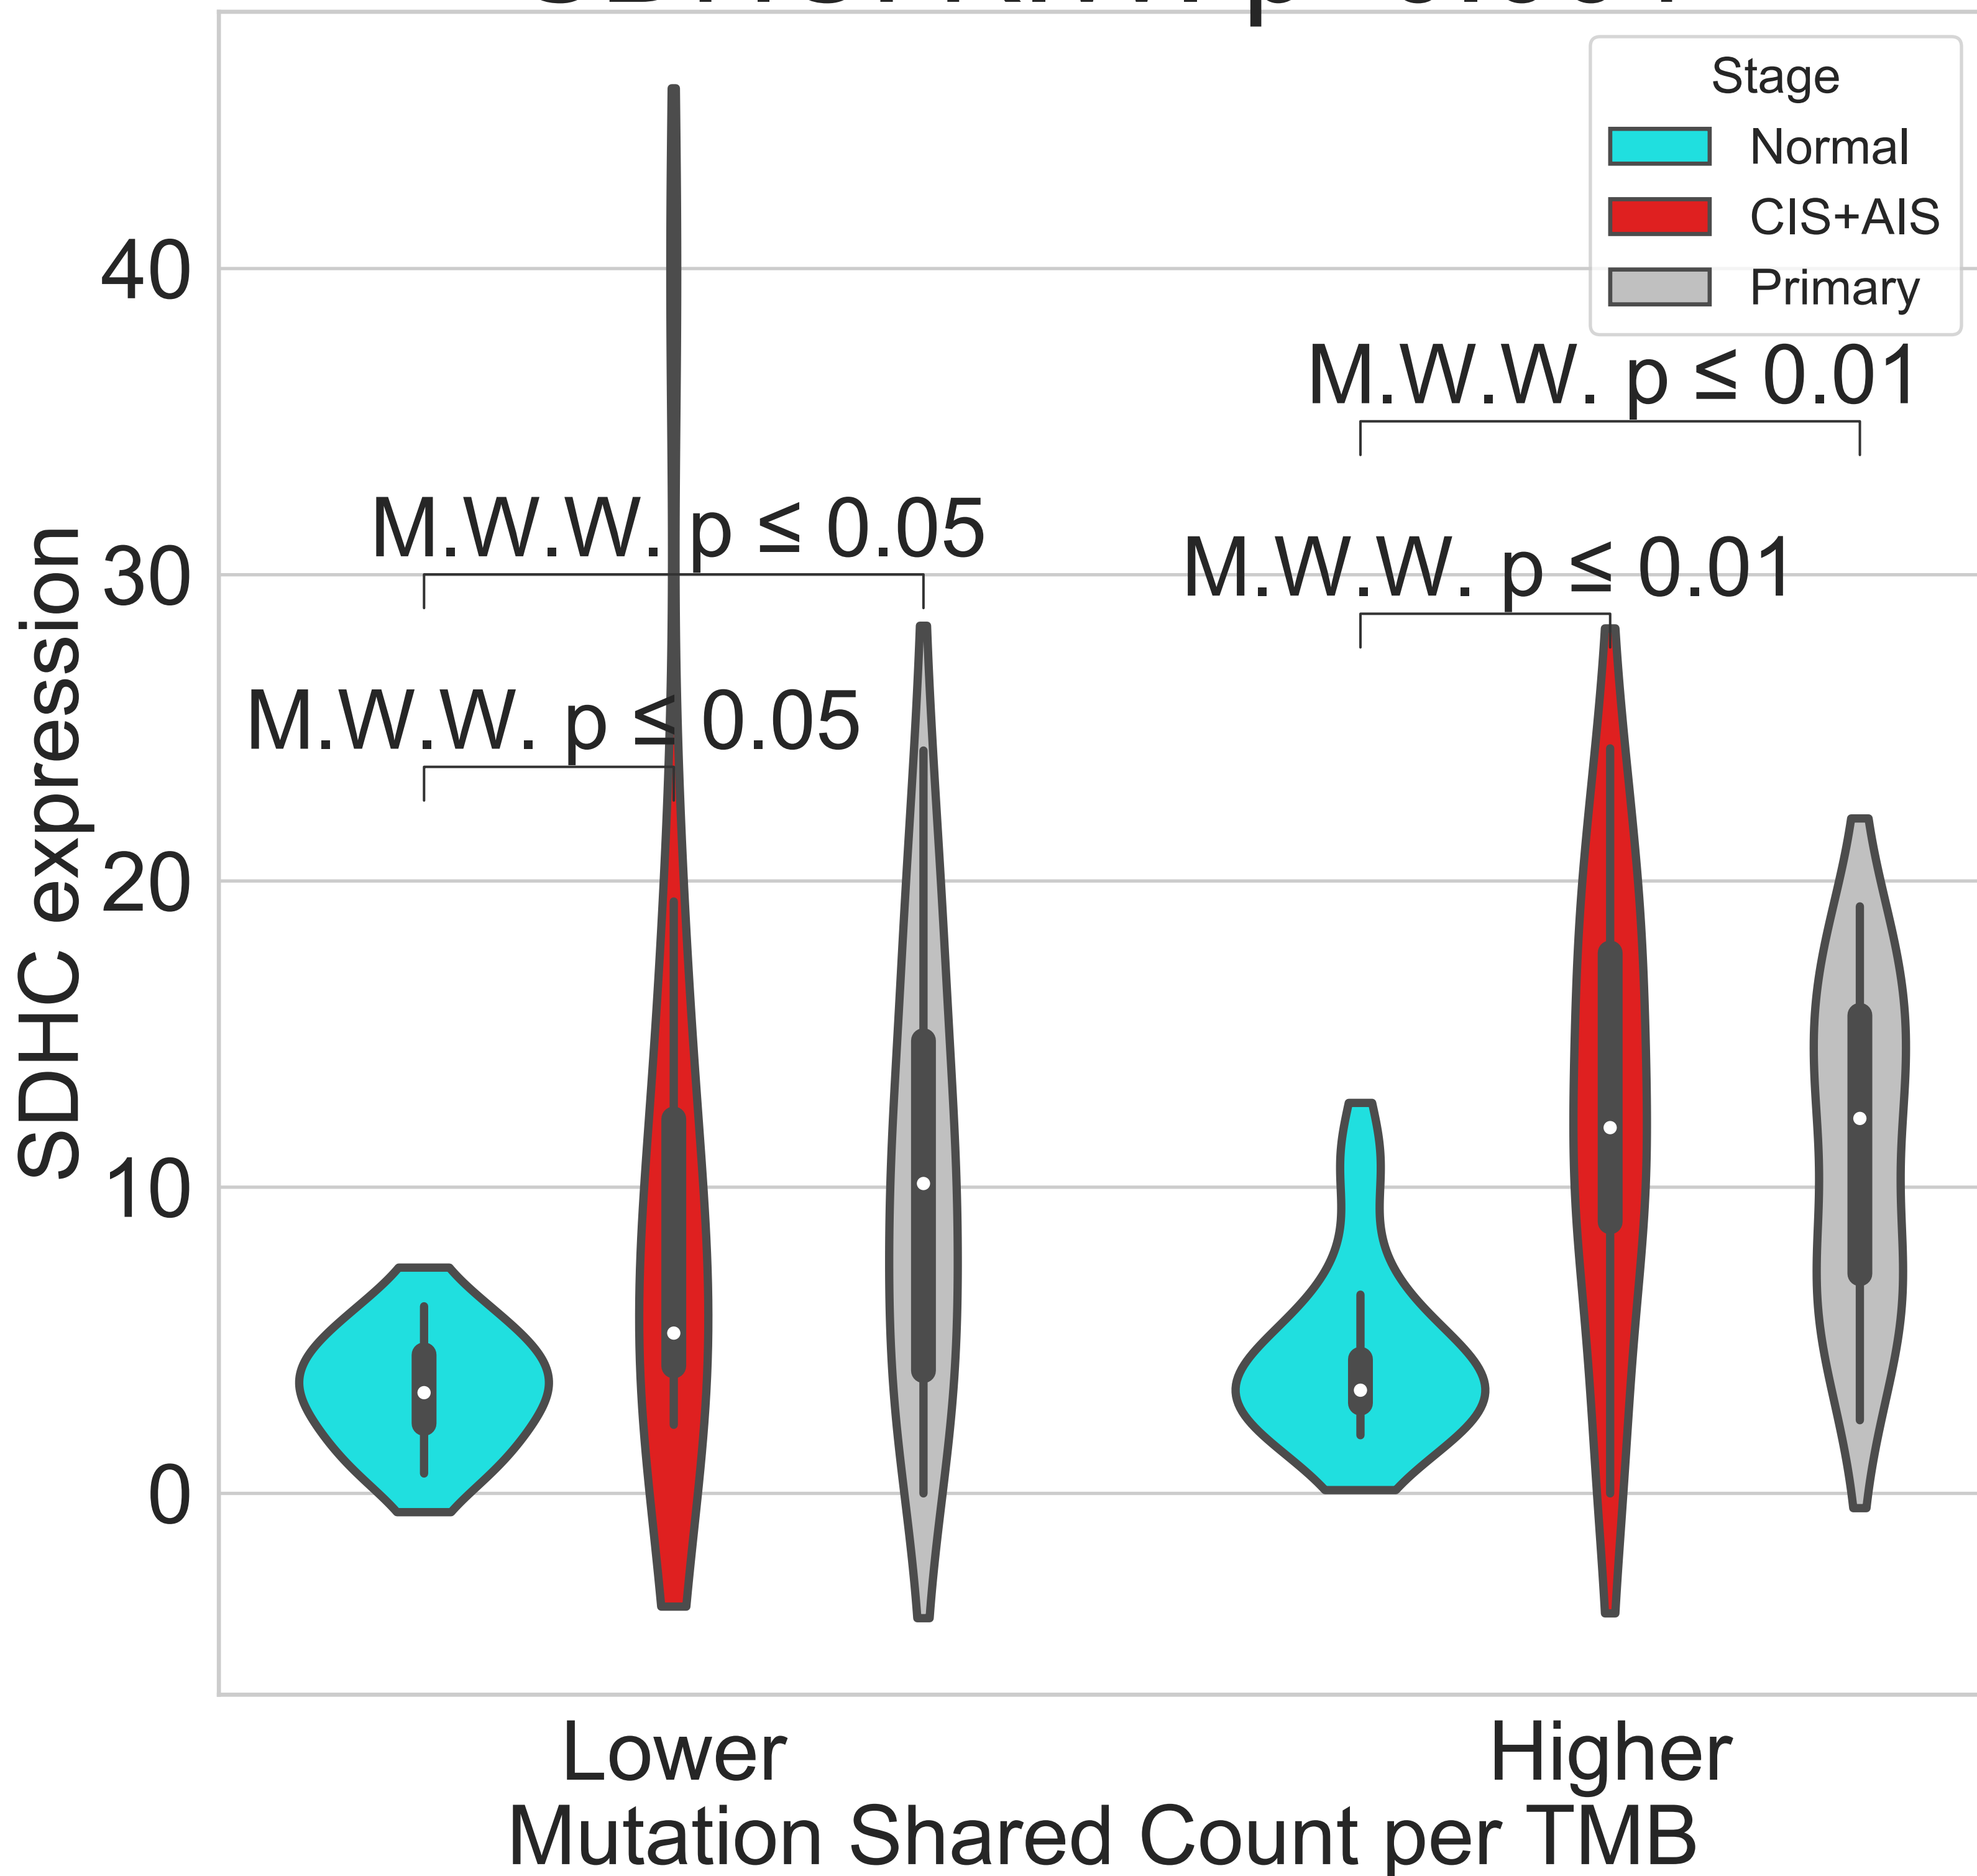 Stage
Normal
CIS+AIS
Primary
M.W.W. p ≤ 0.01
M.W.W. p ≤ 0.05
M.W.W. p ≤ 0.01
M.W.W. p ≤ 0.05
40
30
20
10
0
SDHC expression
Lower
Higher
Mutation Shared Count per TMB